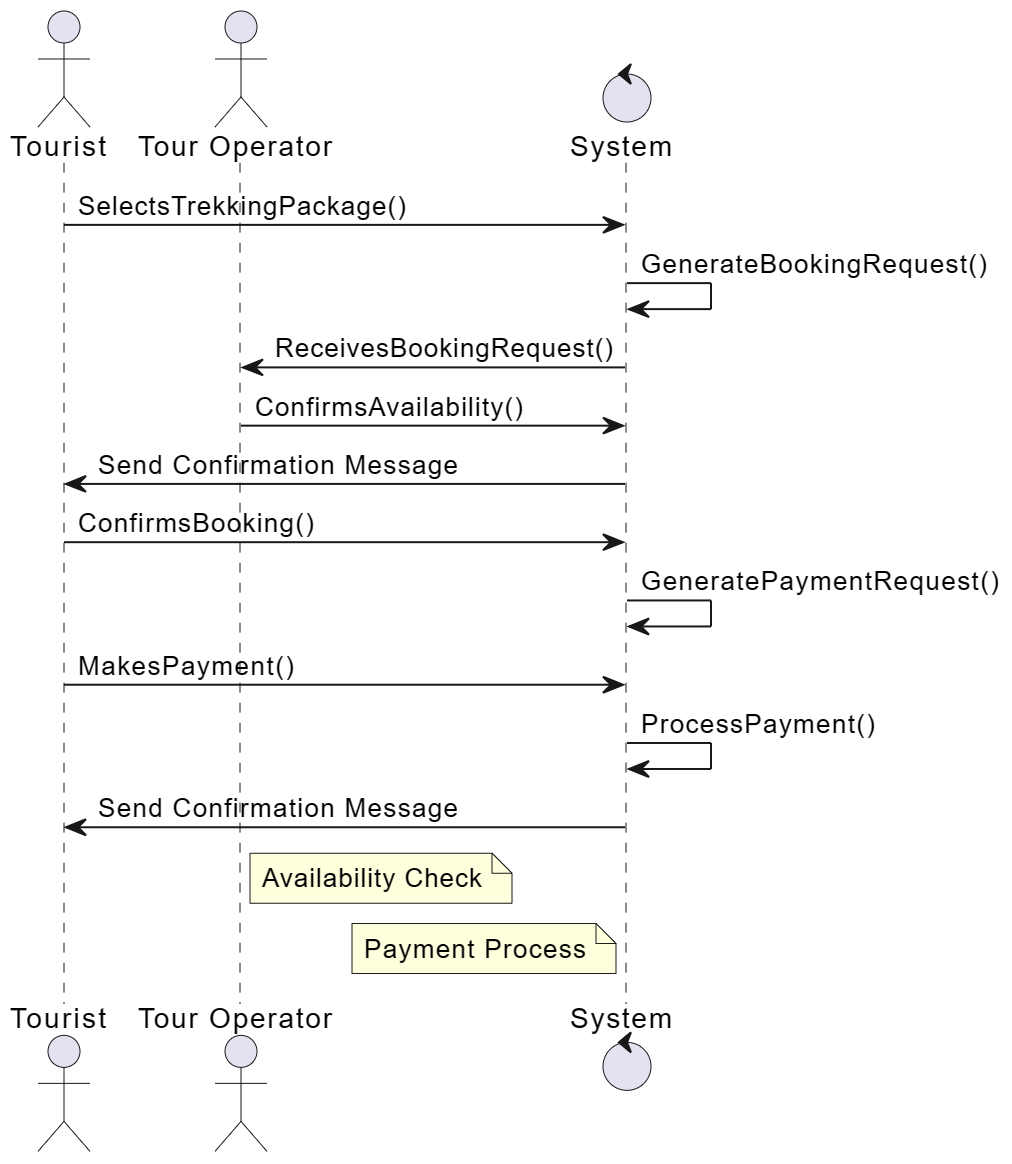 Tourist
Tour Operator
System
SelectsTrekkingPackage()
GenerateBookingRequest()
ReceivesBookingRequest()
ConfirmsAvailability()
Send Confirmation Message
ConfirmsBooking()
GeneratePaymentRequest()
MakesPayment()
ProcessPayment()
Send Confirmation Message
Availability Check
Payment Process
Tourist
Tour Operator
System